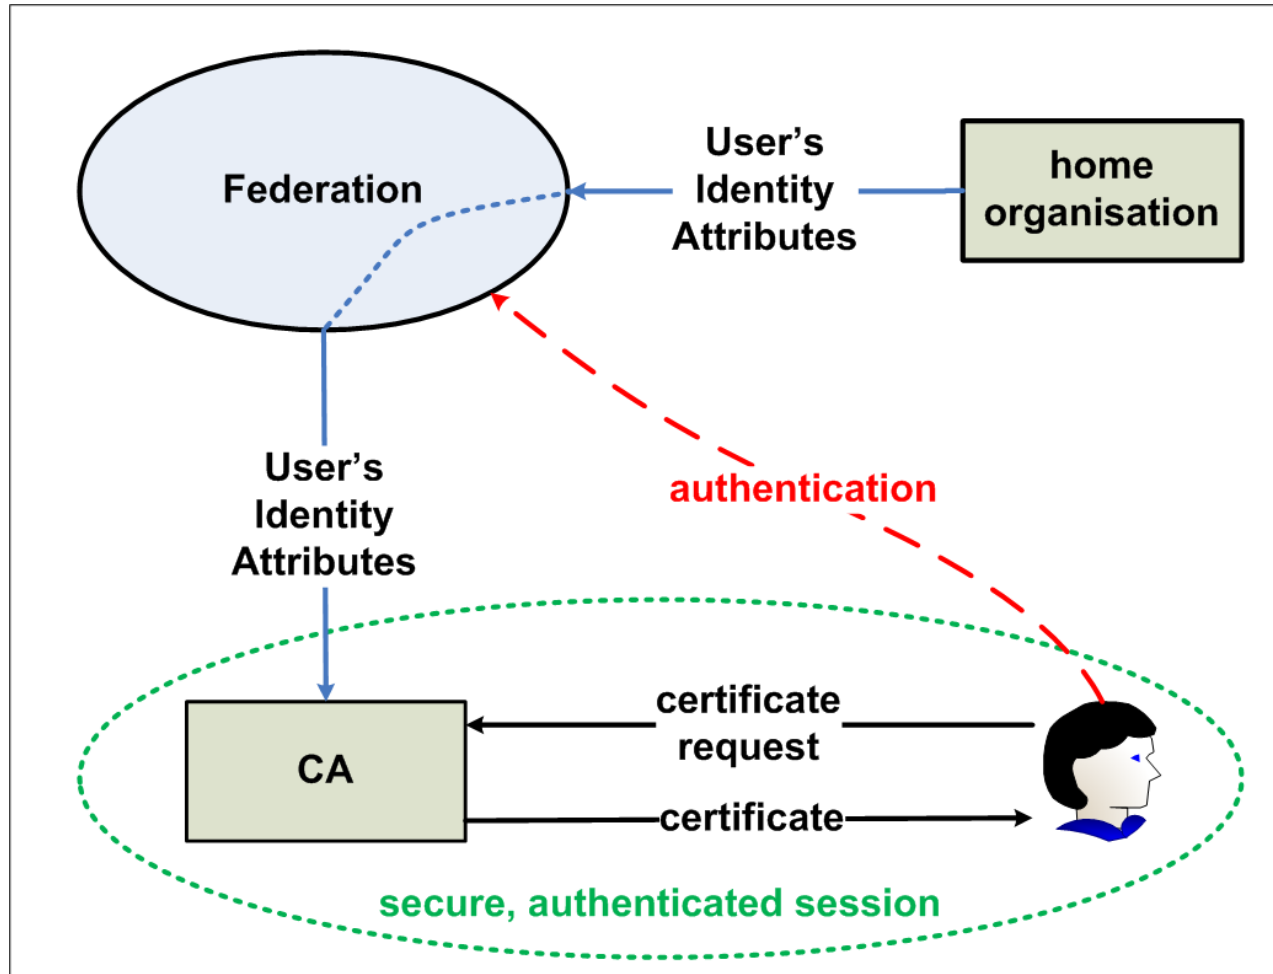 Federation
User's
Identity
Attributes
home
organisation
User's
Identity
Attributes
authentication
certificate
request
CA
certificate
secure, authenticated session